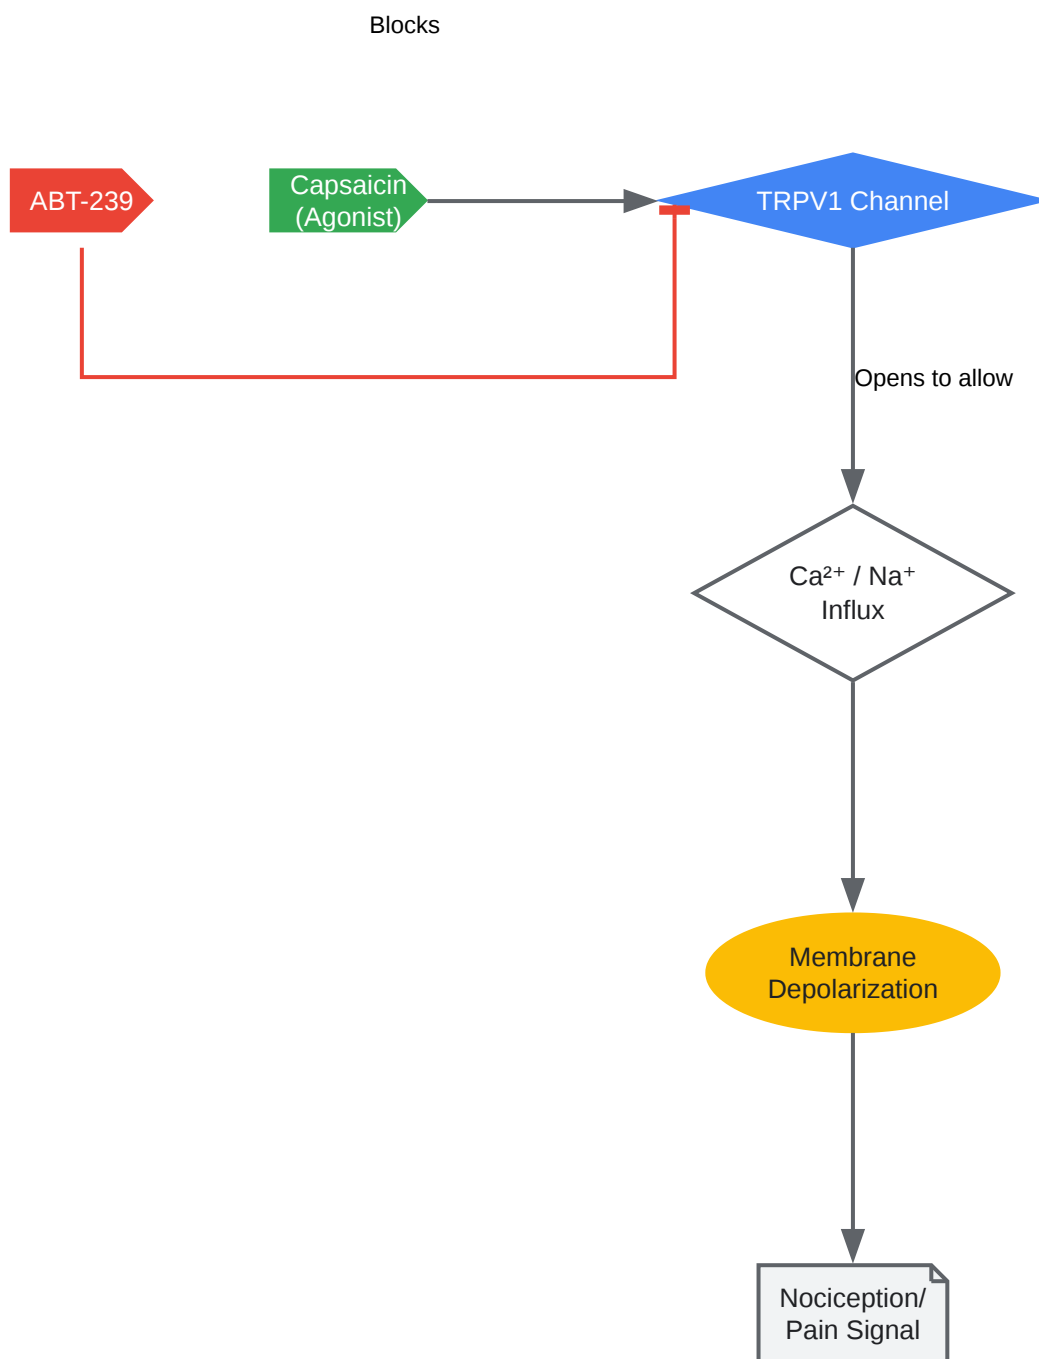 Blocks
ABT-239
Capsaicin
(Agonist)
TRPV1 Channel
Opens to allow
Ca²⁺ / Na⁺
Influx
Membrane
Depolarization
Nociception/
Pain Signal